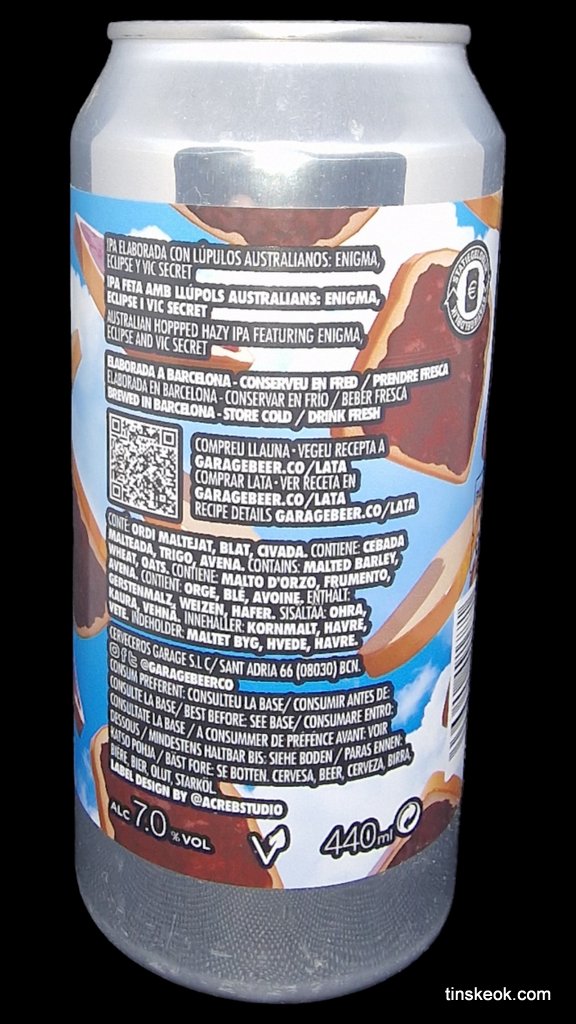 IPA ELABORADA CON LÚPULOS AUSTRALIANOS: ENIGMA,
ECLIPSE Y VIC SECRET
IPA FETA AMB LLÚPOLS AUSTRALIANS: ENIGMA,
ECLIPSE I VIC SECRET
AUSTRALIAN HOPPPED HAZY IPA FEATURING ENIGMA,
ECLIPSE AND VIC SECRET
ELABORADA A BARCELONA - CONSERVEU EN FRED / PRENDRE FRESCA
ELABORADA EN BARCELONA - CONSERVAR EN FRÍO / BEBER FRESCA
BREWED IN BARCELONA - STORE COLD / DRINK FRESH
COMPREU LLAUNA · VEGEU RECEPTA A
GARAGEBEER.CO/LATA
COMPRAR LATA · VER RECETA EN
GARAGEBEER.CO/LATA
RECIPE DETAILS GARAGEBEER.CO/LATA
CONTÉ: ORDI MALTEJAT, BLAT, CIVADA. CONTIENE: CEBADA
MALTEADA, TRIGO, AVENA. CONTAINS: MALTED BARLEY,
WHEAT, OATS. CONTIENE: MALTO D'ORZO, FRUMENTO,
AVENA. CONTIENT: ORGE, BLÉ, AVOINE. ENTHALT:
GERSTENMALZ, WEIZEN, HAFER. SISÄLTÄÄ: OHRA,
KAURA, VEHNÄ. INNEHÅLLER: KORNMALT, HAVRE,
VETE. INDEHOLDER: MALTET BYG, HVEDE, HAVRE.
CERVECEROS GARAGE S.L C/ SANT ADRIA 66 (08030) BCN.
@GARAGEBEERCO
CONSUM PREFERENT: CONSULTEU LA BASE/ CONSUMIR ANTES DE:
CONSULTE LA BASE/ BEST BEFORE: SEE BASE/ CONSUMARE ENTRO:
CONSULTATE LA BASE / A CONSUMMER DE PRÉFÉNCE AVANT: VOIR
DESSOUS / MINDESTENS HALTBAR BIS: SIEHE BODEN / PARAS ENNEN:
KATSO POHJA / BAST FORE: SE BOTTEN. CERVESA, BEER, CERVEZA, BIRRA,
BIÈRE, BIER, OLUT, STARKÖL.
LABEL DESIGN BY @ACREBSTUDIO
ALC 7.0 % VOL
440ml
tinskeok.com